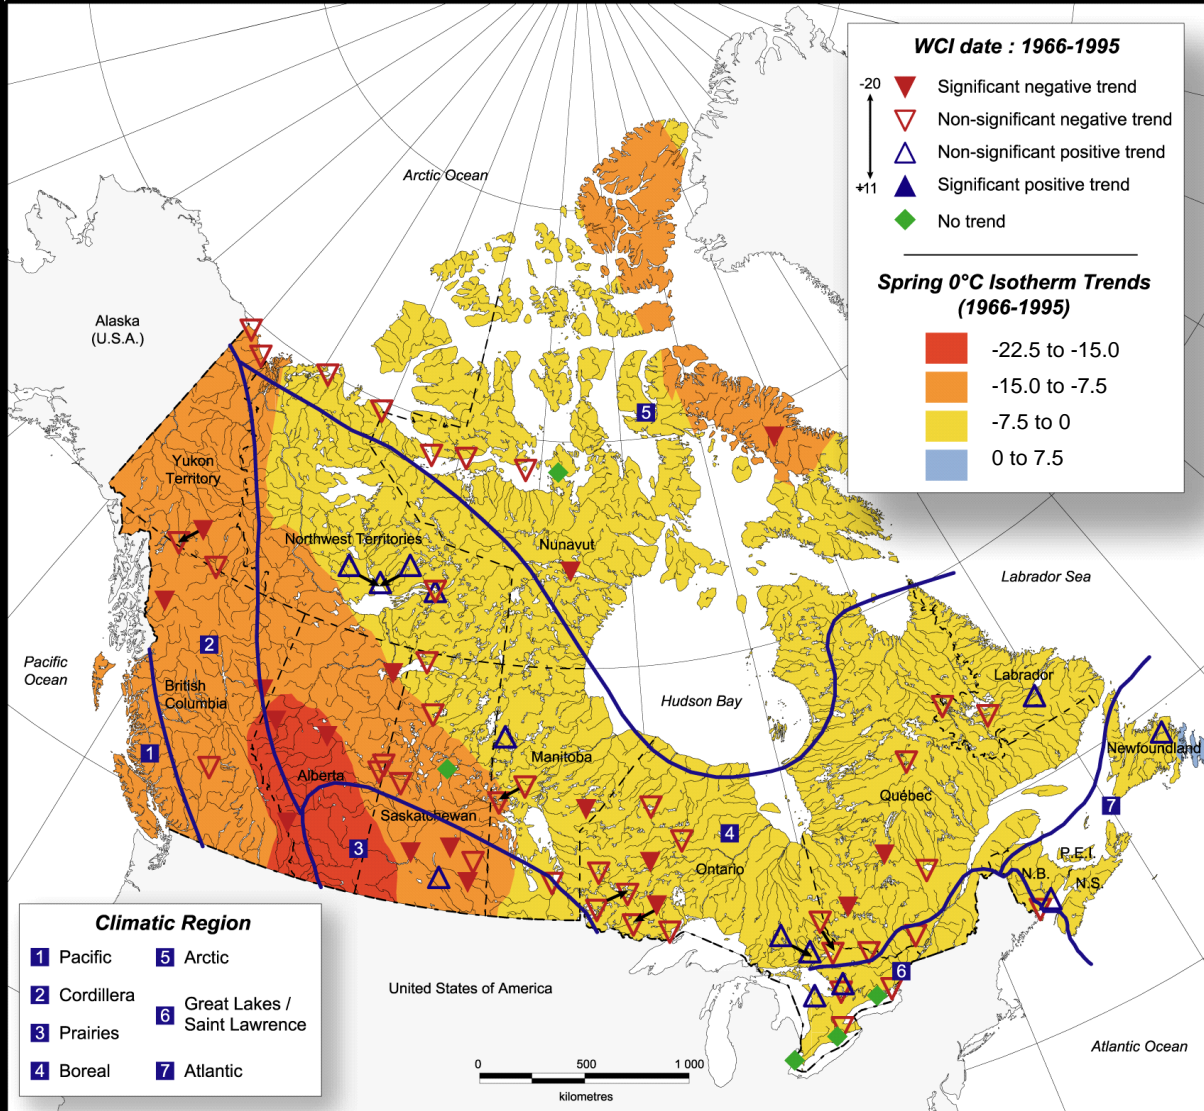 WCI date : 1966-1995
-20
+11
Significant negative trend
Non-significant negative trend
Non-significant positive trend
Significant positive trend
No trend
Spring 0°C Isotherm Trends
(1966-1995)
-22.5 to -15.0
-15.0 to -7.5
-7.5 to 0
0 to 7.5
Arctic Ocean
Alaska
(U.S.A.)
5
Yukon
Territory
Northwest Territories
Nunavut
Labrador Sea
2
Pacific
Ocean
British
Columbia
Hudson Bay
Labrador
1
Manitoba
Newfoundland
Alberta
Québec
7
Saskatchewan
3
4
Ontario
P.E.I.
N.B.
N.S.
6
United States of America
Atlantic Ocean
0 500 1 000
kilometres
Climatic Region
1 Pacific
2 Cordillera
3 Prairies
4 Boreal
5 Arctic
6 Great Lakes /
Saint Lawrence
7 Atlantic